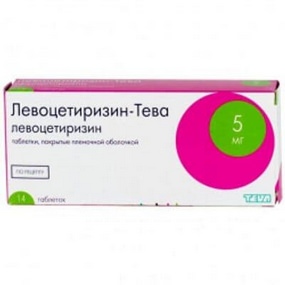 Левоцетиризин-Тева
левоцетиризин
5
мг
таблетки, покрытые пленочной оболочкой
ПО РЕЦЕПТУ
14 таблеток
TEVA